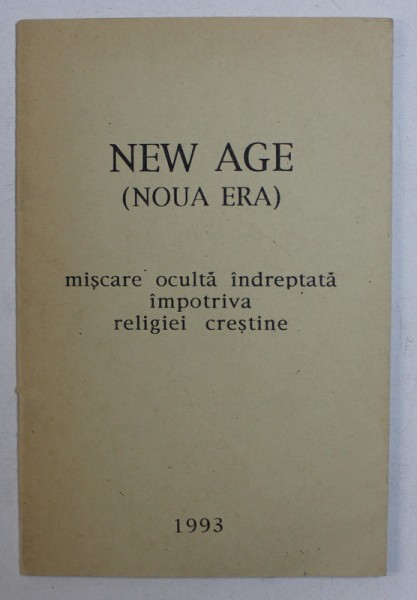 NEW AGE
(NOUA ERA)
mişcare ocultă îndreptată
împotriva
religiei creştine
1993